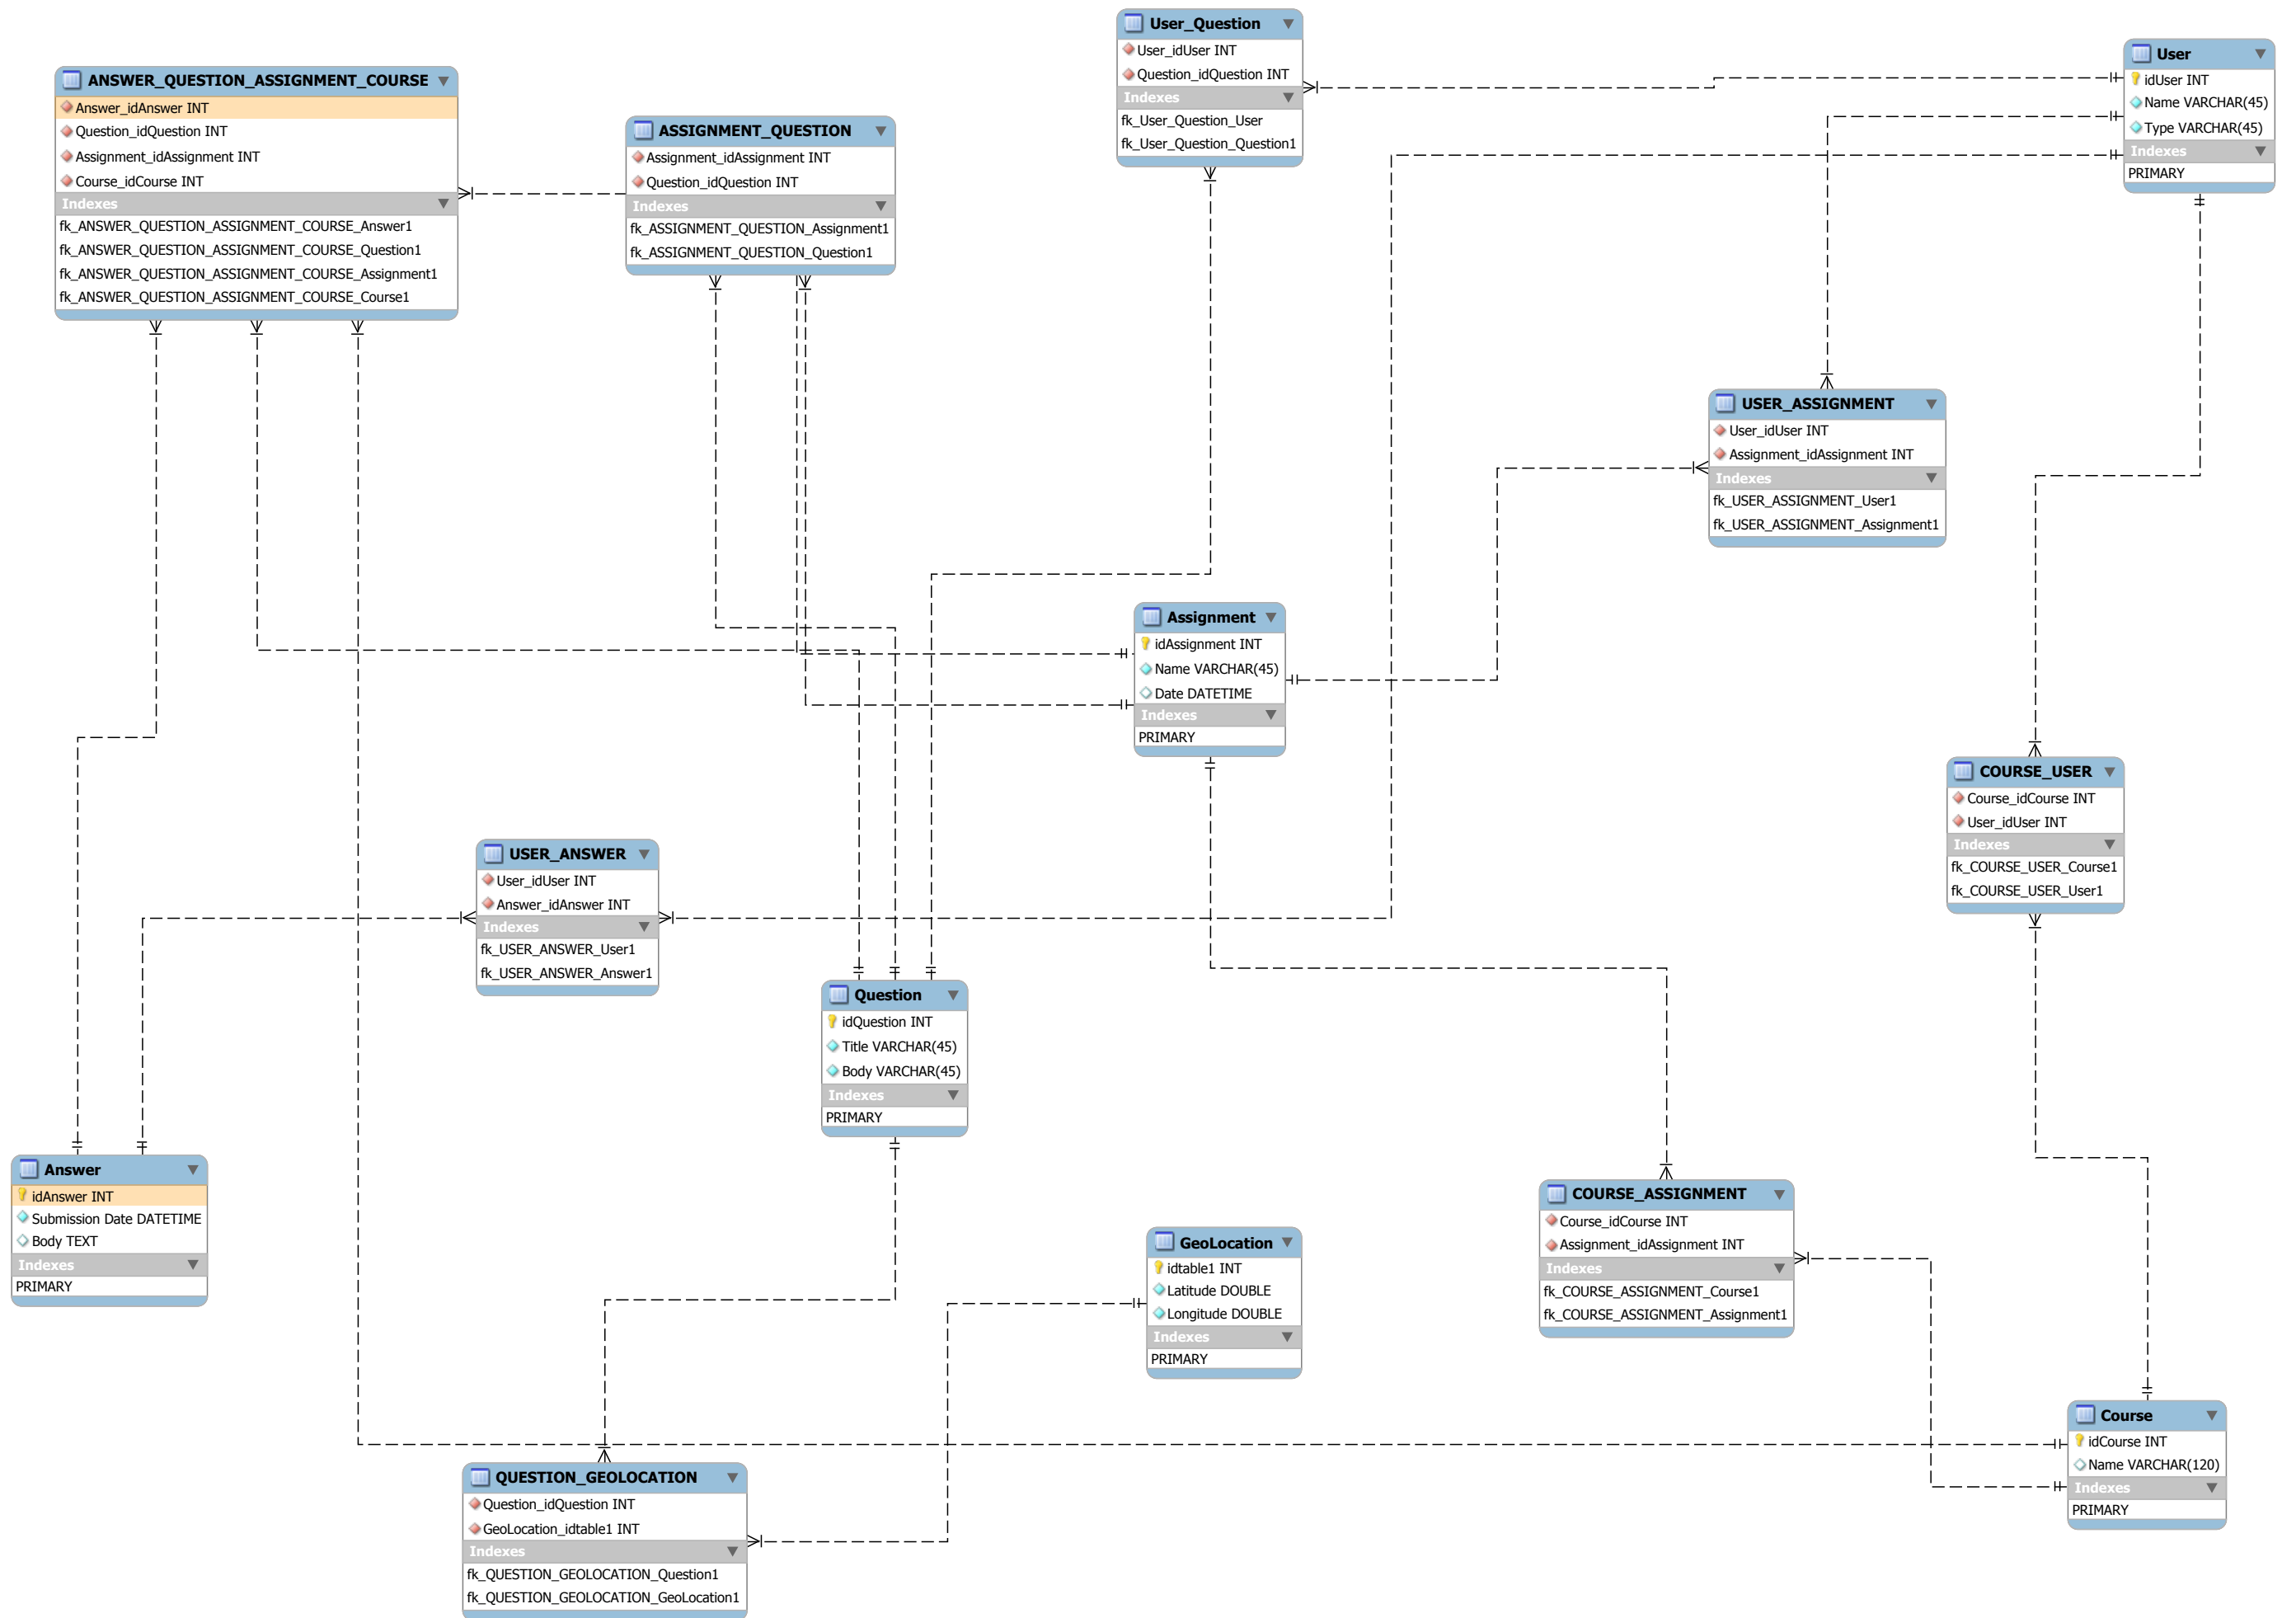 User_Question
User_idUser INT
Question_idQuestion INT
Indexes
fk_User_Question_User
fk_User_Question_Question1
User
idUser INT
Name VARCHAR(45)
Type VARCHAR(45)
Indexes
PRIMARY
ANSWER_QUESTION_ASSIGNMENT_COURSE
Answer_idAnswer INT
Question_idQuestion INT
Assignment_idAssignment INT
Course_idCourse INT
Indexes
fk_ANSWER_QUESTION_ASSIGNMENT_COURSE_Answer1
fk_ANSWER_QUESTION_ASSIGNMENT_COURSE_Question1
fk_ANSWER_QUESTION_ASSIGNMENT_COURSE_Assignment1
fk_ANSWER_QUESTION_ASSIGNMENT_COURSE_Course1
ASSIGNMENT_QUESTION
Assignment_idAssignment INT
Question_idQuestion INT
Indexes
fk_ASSIGNMENT_QUESTION_Assignment1
fk_ASSIGNMENT_QUESTION_Question1
USER_ASSIGNMENT
User_idUser INT
Assignment_idAssignment INT
Indexes
fk_USER_ASSIGNMENT_User1
fk_USER_ASSIGNMENT_Assignment1
Assignment
idAssignment INT
Name VARCHAR(45)
Date DATETIME
Indexes
PRIMARY
COURSE_USER
Course_idCourse INT
User_idUser INT
Indexes
fk_COURSE_USER_Course1
fk_COURSE_USER_User1
USER_ANSWER
User_idUser INT
Answer_idAnswer INT
Indexes
fk_USER_ANSWER_User1
fk_USER_ANSWER_Answer1
Question
idQuestion INT
Title VARCHAR(45)
Body VARCHAR(45)
Indexes
PRIMARY
Answer
idAnswer INT
Submission Date DATETIME
Body TEXT
Indexes
PRIMARY
COURSE_ASSIGNMENT
Course_idCourse INT
Assignment_idAssignment INT
Indexes
fk_COURSE_ASSIGNMENT_Course1
fk_COURSE_ASSIGNMENT_Assignment1
GeoLocation
idtable1 INT
Latitude DOUBLE
Longitude DOUBLE
Indexes
PRIMARY
Course
idCourse INT
Name VARCHAR(120)
Indexes
PRIMARY
QUESTION_GEOLOCATION
Question_idQuestion INT
GeoLocation_idtable1 INT
Indexes
fk_QUESTION_GEOLOCATION_Question1
fk_QUESTION_GEOLOCATION_GeoLocation1